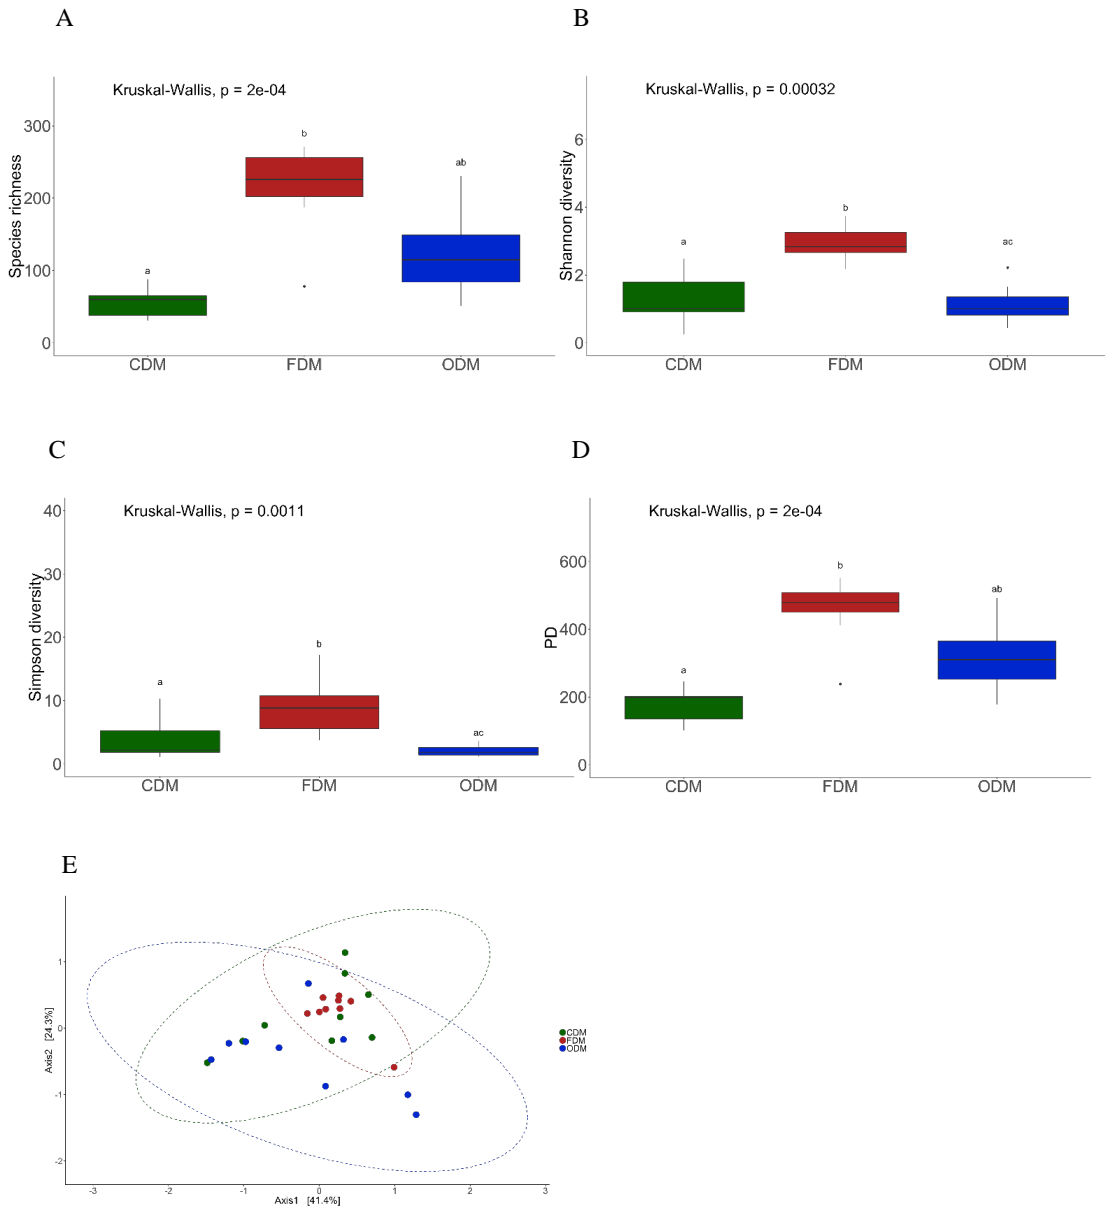 A
Kruskal-Wallis, p = 2e-04
Species richness
300
200
100
0
a
b
ab
CDM FDM ODM
B
Kruskal-Wallis, p = 0.00032
Shannon diversity
6
4
2
0
a
b
ac
CDM FDM ODM
C
Kruskal-Wallis, p = 0.0011
Simpson diversity
40
30
20
10
0
a
b
ac
CDM FDM ODM
D
Kruskal-Wallis, p = 2e-04
PD
600
400
200
0
a
b
ab
CDM FDM ODM
E
Axis2 [24.3%]
1
0
-1
-2
-3 -2 -1 0 1 2 3
Axis1 [41.4%]
CDM
FDM
ODM